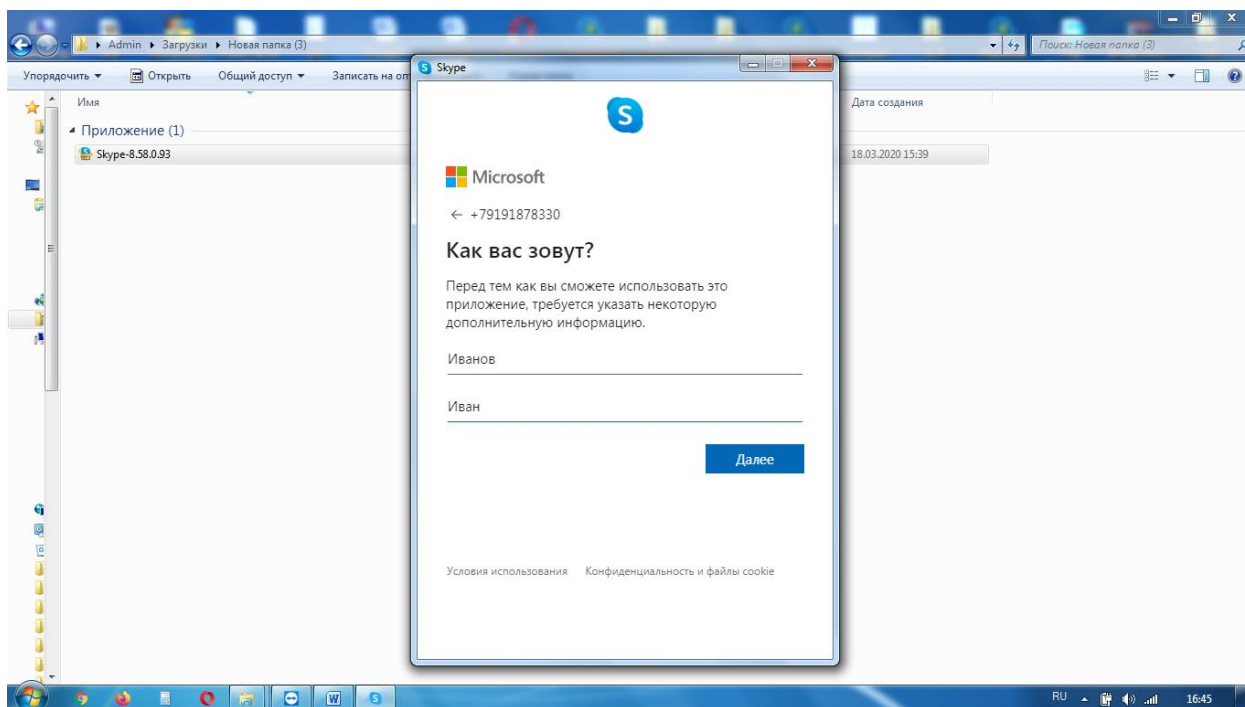 Admin ▸ Загрузки ▸ Новая папка (3)
Поиск: Новая папка (3)
Упорядочить
Открыть
Общий доступ
Записать на оп
Skype
Имя
Дата создания
Приложение (1)
Skype-8.58.0.93
18.03.2020 15:39
S
Microsoft
← +79191878330
Как вас зовут?
Перед тем как вы сможете использовать это
приложение, требуется указать некоторую
дополнительную информацию.
Иванов
Иван
Далее
Условия использования Конфиденциальность и файлы cookie
RU
16:45